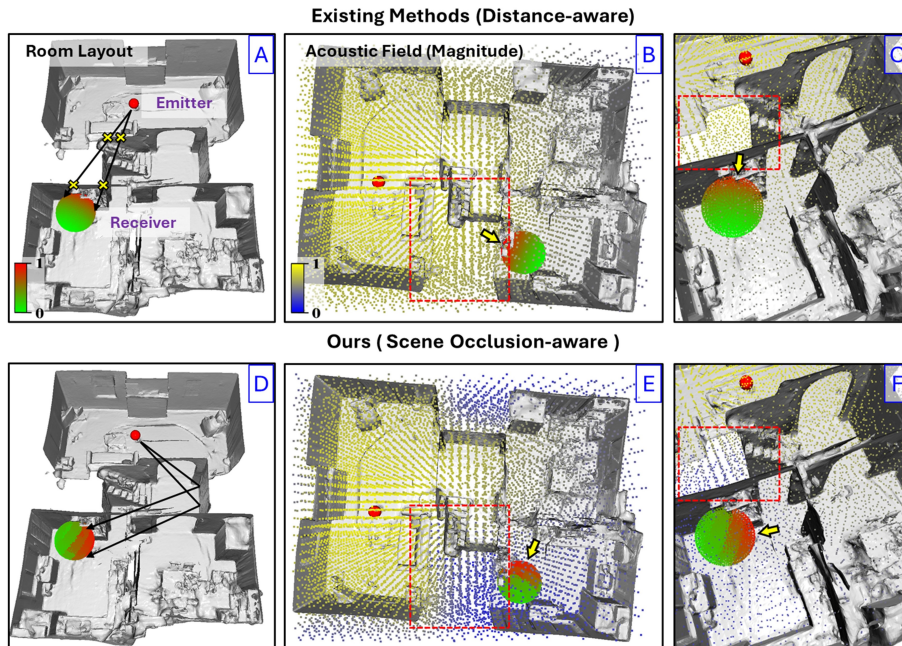 Existing Methods (Distance-aware)
Room Layout
A
Emitter
Receiver
1
0
Acoustic Field (Magnitude)
B
1
0
C
Ours ( Scene Occlusion-aware )
D
E
F